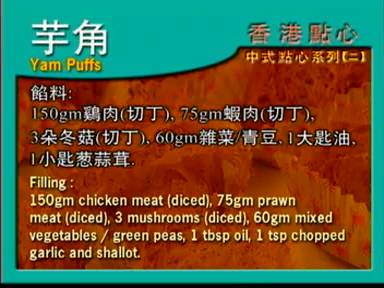 芋角
Yam Puffs
香港點心
中式點心系列【二】
餡料:
150gm鷄肉(切丁), 75gm蝦肉(切丁),
3朵冬菇(切丁), 60gm雜菜/青豆, 1大匙油,
1小匙葱蒜茸.
Filling :
150gm chicken meat (diced), 75gm prawn
meat (diced), 3 mushrooms (diced), 60gm mixed
vegetables / green peas, 1 tbsp oil, 1 tsp chopped
garlic and shallot.